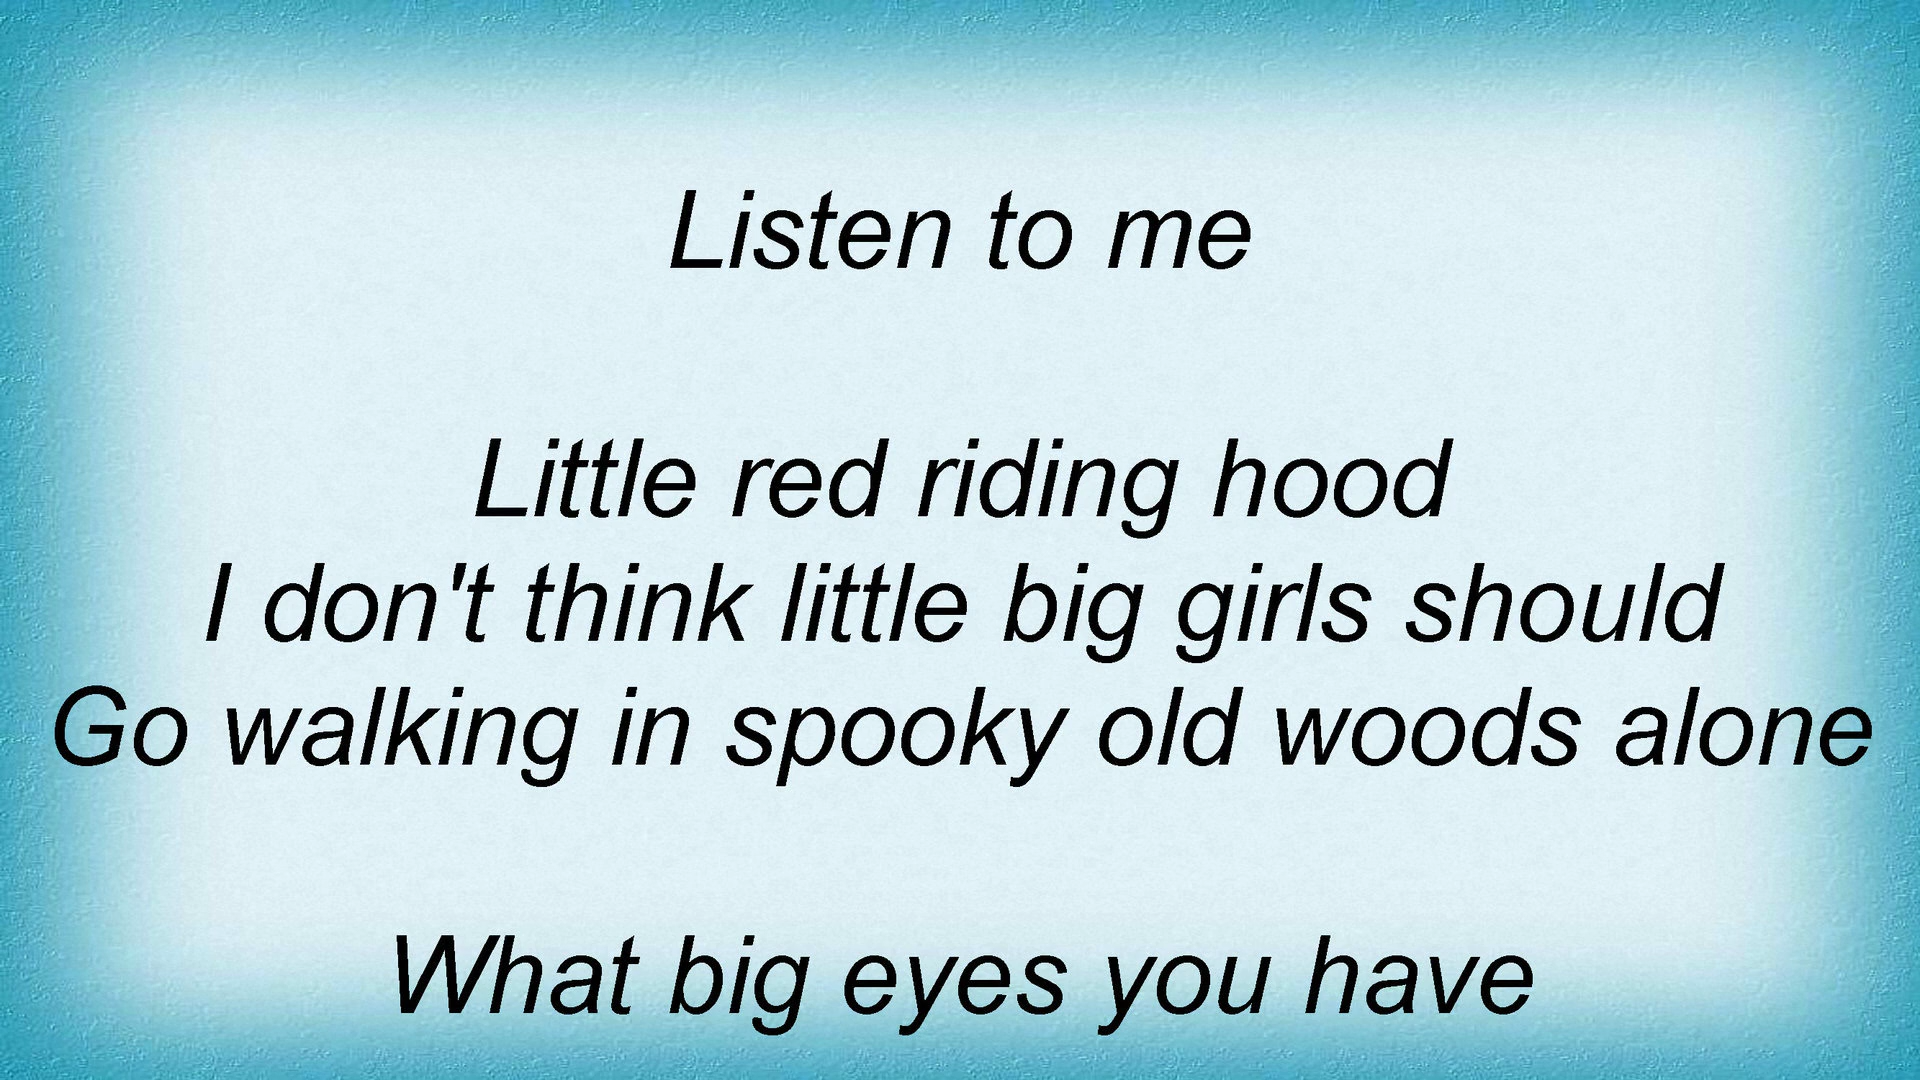 Listen to me
Little red riding hood
I don't think little big girls should
Go walking in spooky old woods alone
What big eyes you have